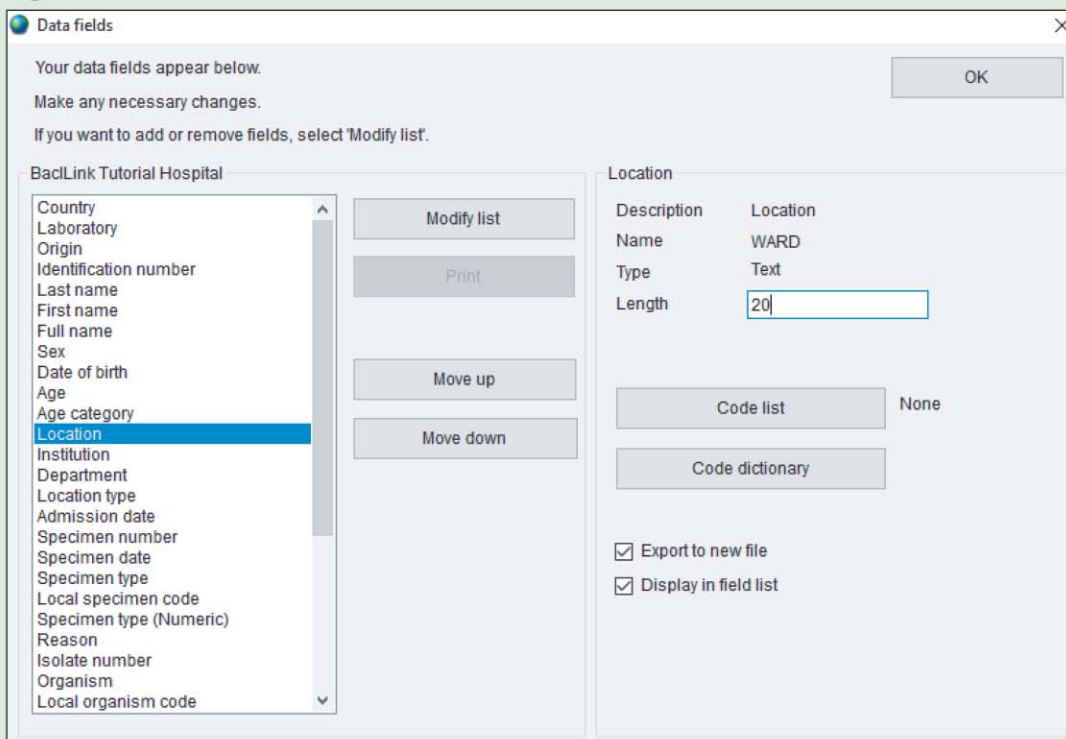 Data fields
Your data fields appear below.
Make any necessary changes.
If you want to add or remove fields, select 'Modify list'.
OK
BaclLink Tutorial Hospital
Country
Laboratory
Origin
Identification number
Last name
First name
Full name
Sex
Date of birth
Age
Age category
Location
Institution
Department
Location type
Admission date
Specimen number
Specimen date
Specimen type
Local specimen code
Specimen type (Numeric)
Reason
Isolate number
Organism
Local organism code
Modify list
Print
Move up
Move down
Location
Description Location
Name WARD
Type Text
Length 20
Code list None
Code dictionary
Export to new file
Display in field list